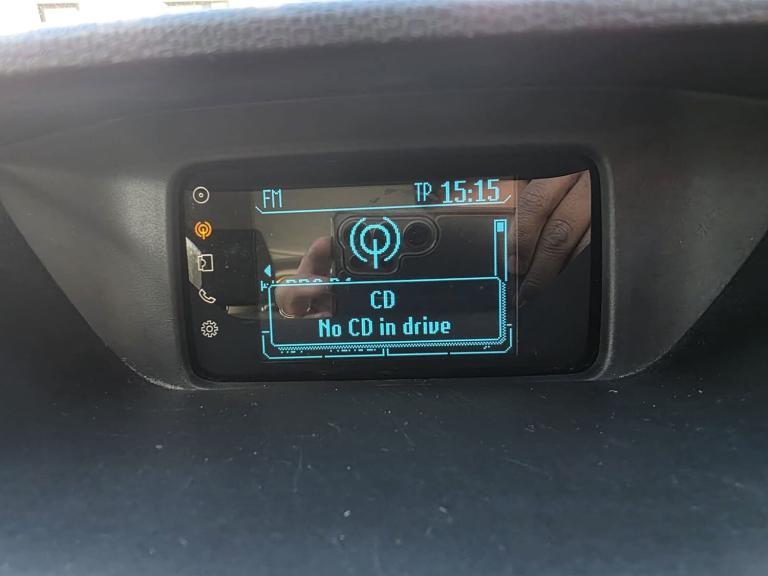 FM
TP 15:15
CD
No CD in drive